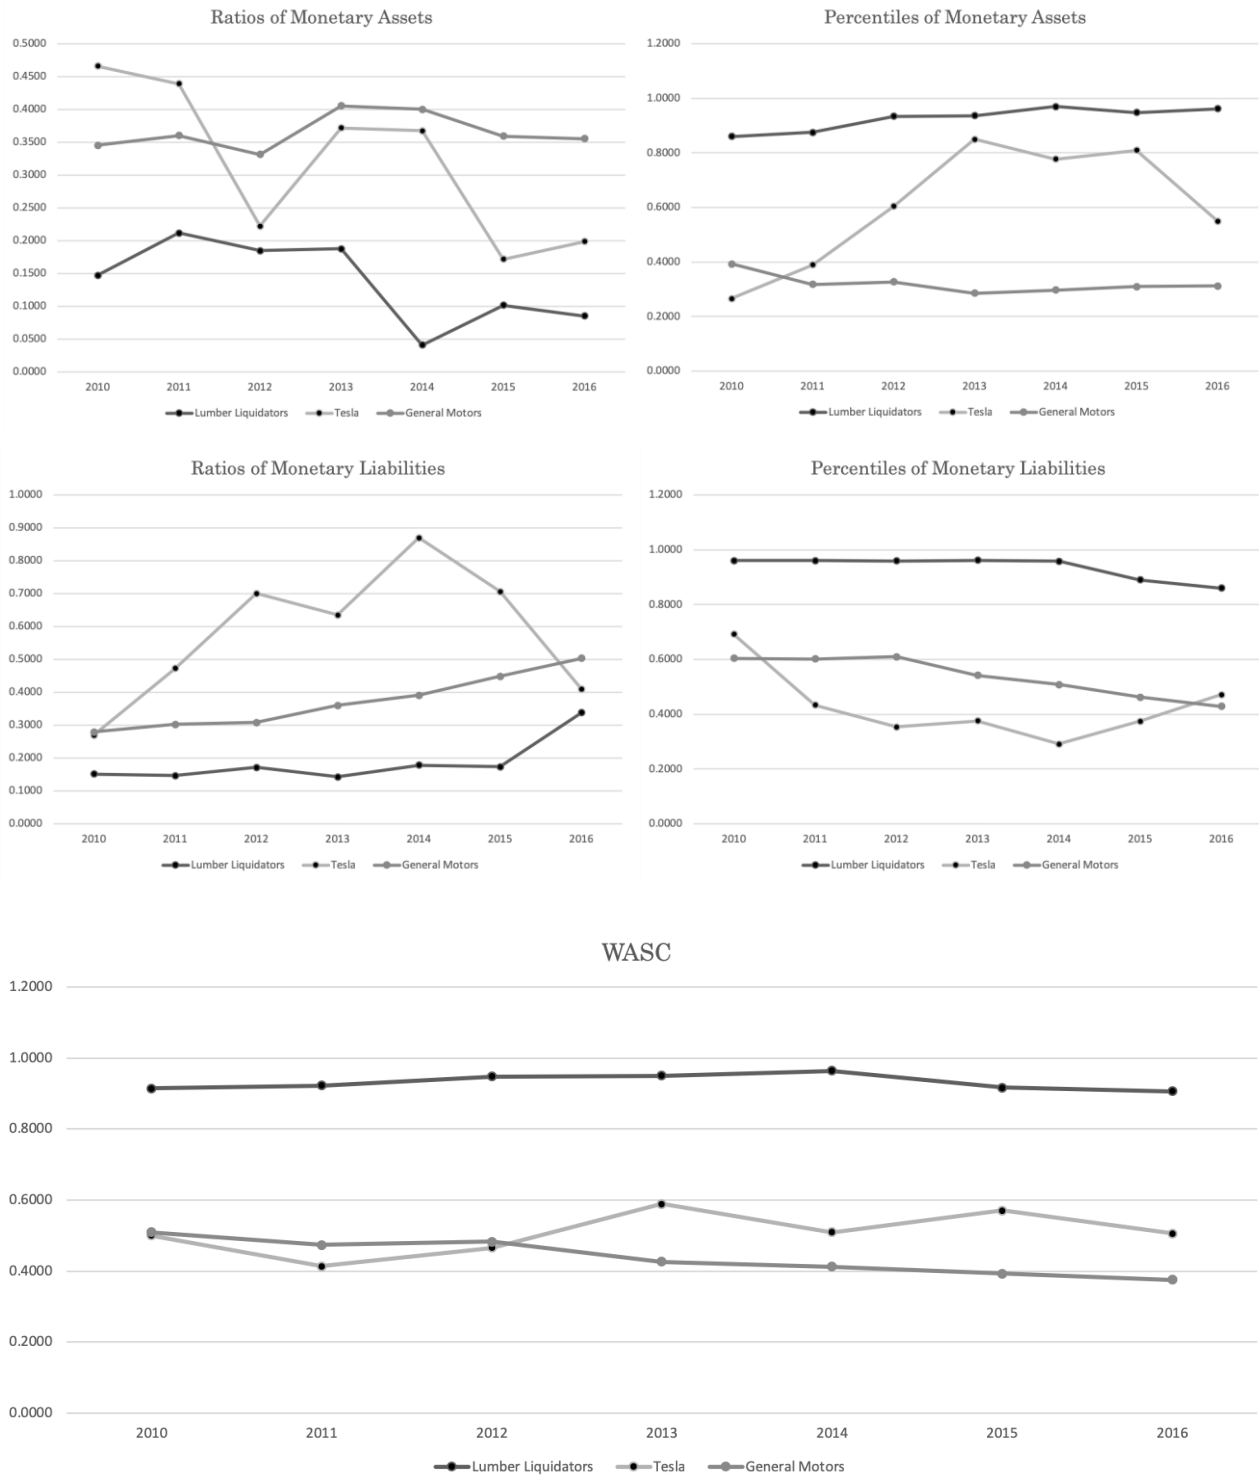 Ratios of Monetary Assets
0.5000
0.4500
0.4000
0.3500
0.3000
0.2500
0.2000
0.1500
0.1000
0.0500
0.0000
2010 2011 2012 2013 2014 2015 2016
Lumber Liquidators Tesla General Motors
Percentiles of Monetary Assets
1.2000
1.0000
0.8000
0.6000
0.4000
0.2000
0.0000
2010 2011 2012 2013 2014 2015 2016
Lumber Liquidators Tesla General Motors
Ratios of Monetary Liabilities
1.0000
0.9000
0.8000
0.7000
0.6000
0.5000
0.4000
0.3000
0.2000
0.1000
0.0000
2010 2011 2012 2013 2014 2015 2016
Lumber Liquidators Tesla General Motors
Percentiles of Monetary Liabilities
1.2000
1.0000
0.8000
0.6000
0.4000
0.2000
0.0000
2010 2011 2012 2013 2014 2015 2016
Lumber Liquidators Tesla General Motors
WASC
1.2000
1.0000
0.8000
0.6000
0.4000
0.2000
0.0000
2010 2011 2012 2013 2014 2015 2016
Lumber Liquidators Tesla General Motors